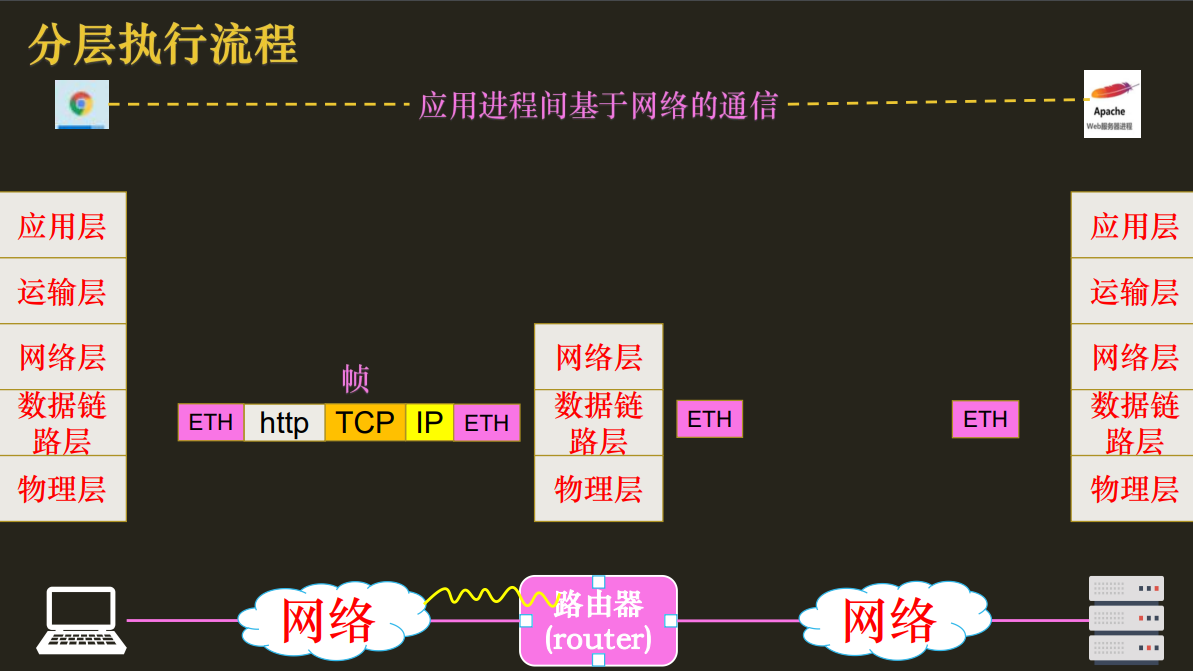 分层执行流程
应用进程间基于网络的通信
Apache
Web服务器进程
应用层
运输层
网络层
数据链
路层
物理层
帧
ETH http TCP IP ETH
网络层
数据链
路层
物理层
ETH
ETH
应用层
运输层
网络层
数据链
路层
物理层
网络
路由器
(router)
网络